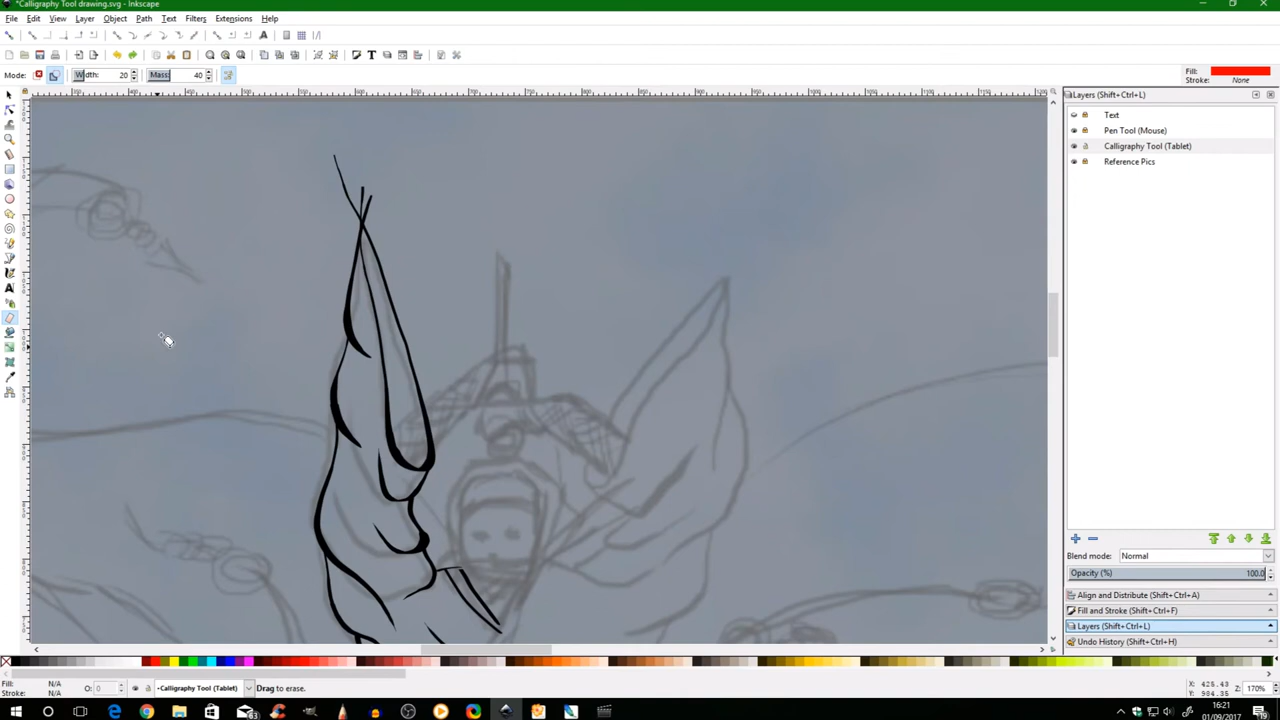 *Calligraphy Tool drawing.svg - Inkscape
File Edit View Layer Object Path Text Filters Extensions Help
Mode: Width: 20 Mass: 40
Fill:
Stroke: None
Layers (Shift+Ctrl+L)
Text
Pen Tool (Mouse)
Calligraphy Tool (Tablet)
Reference Pics
Blend mode: Normal
Opacity (%) 100.0
Align and Distribute (Shift+Ctrl+A)
Fill and Stroke (Shift+Ctrl+F)
Layers (Shift+Ctrl+L)
Undo History (Shift+Ctrl+H)
Fill: N/A
Stroke: N/A
O: 0
•Calligraphy Tool (Tablet)
Drag to erase.
X: 425.43
Y: 984.35
Z: 170%
16:21
01/09/2017